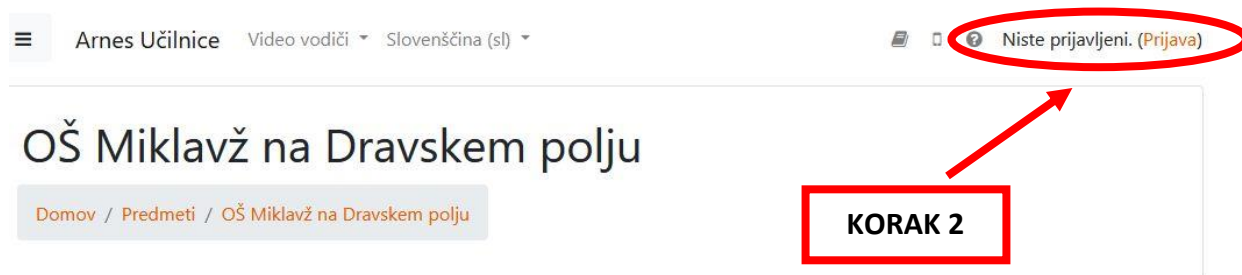 Arnes Učilnice Video vodiči Slovenščina (sl) Niste prijavljeni. (Prijava)
OŠ Miklavž na Dravskem polju
Domov / Predmeti / OŠ Miklavž na Dravskem polju
KORAK 2